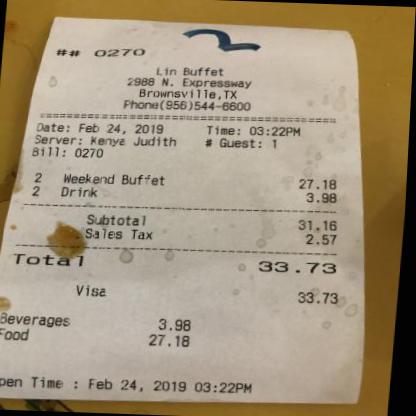 ## 0270
Lin Buffet
2988 N. Expressway
Brownsville,TX
Phone(956)544-6600
Date: Feb 24, 2019 Time: 03:22PM
Server: Kenya Judith # Guest: 1
Bill: 0270
2 Weekend Buffet 27.18
2 Drink 3.98
Subtotal 31.16
Sales Tax 2.57
Total 33.73
Visa 33.73
Beverages 3.98
Food 27.18
pen Time : Feb 24, 2019 03:22PM